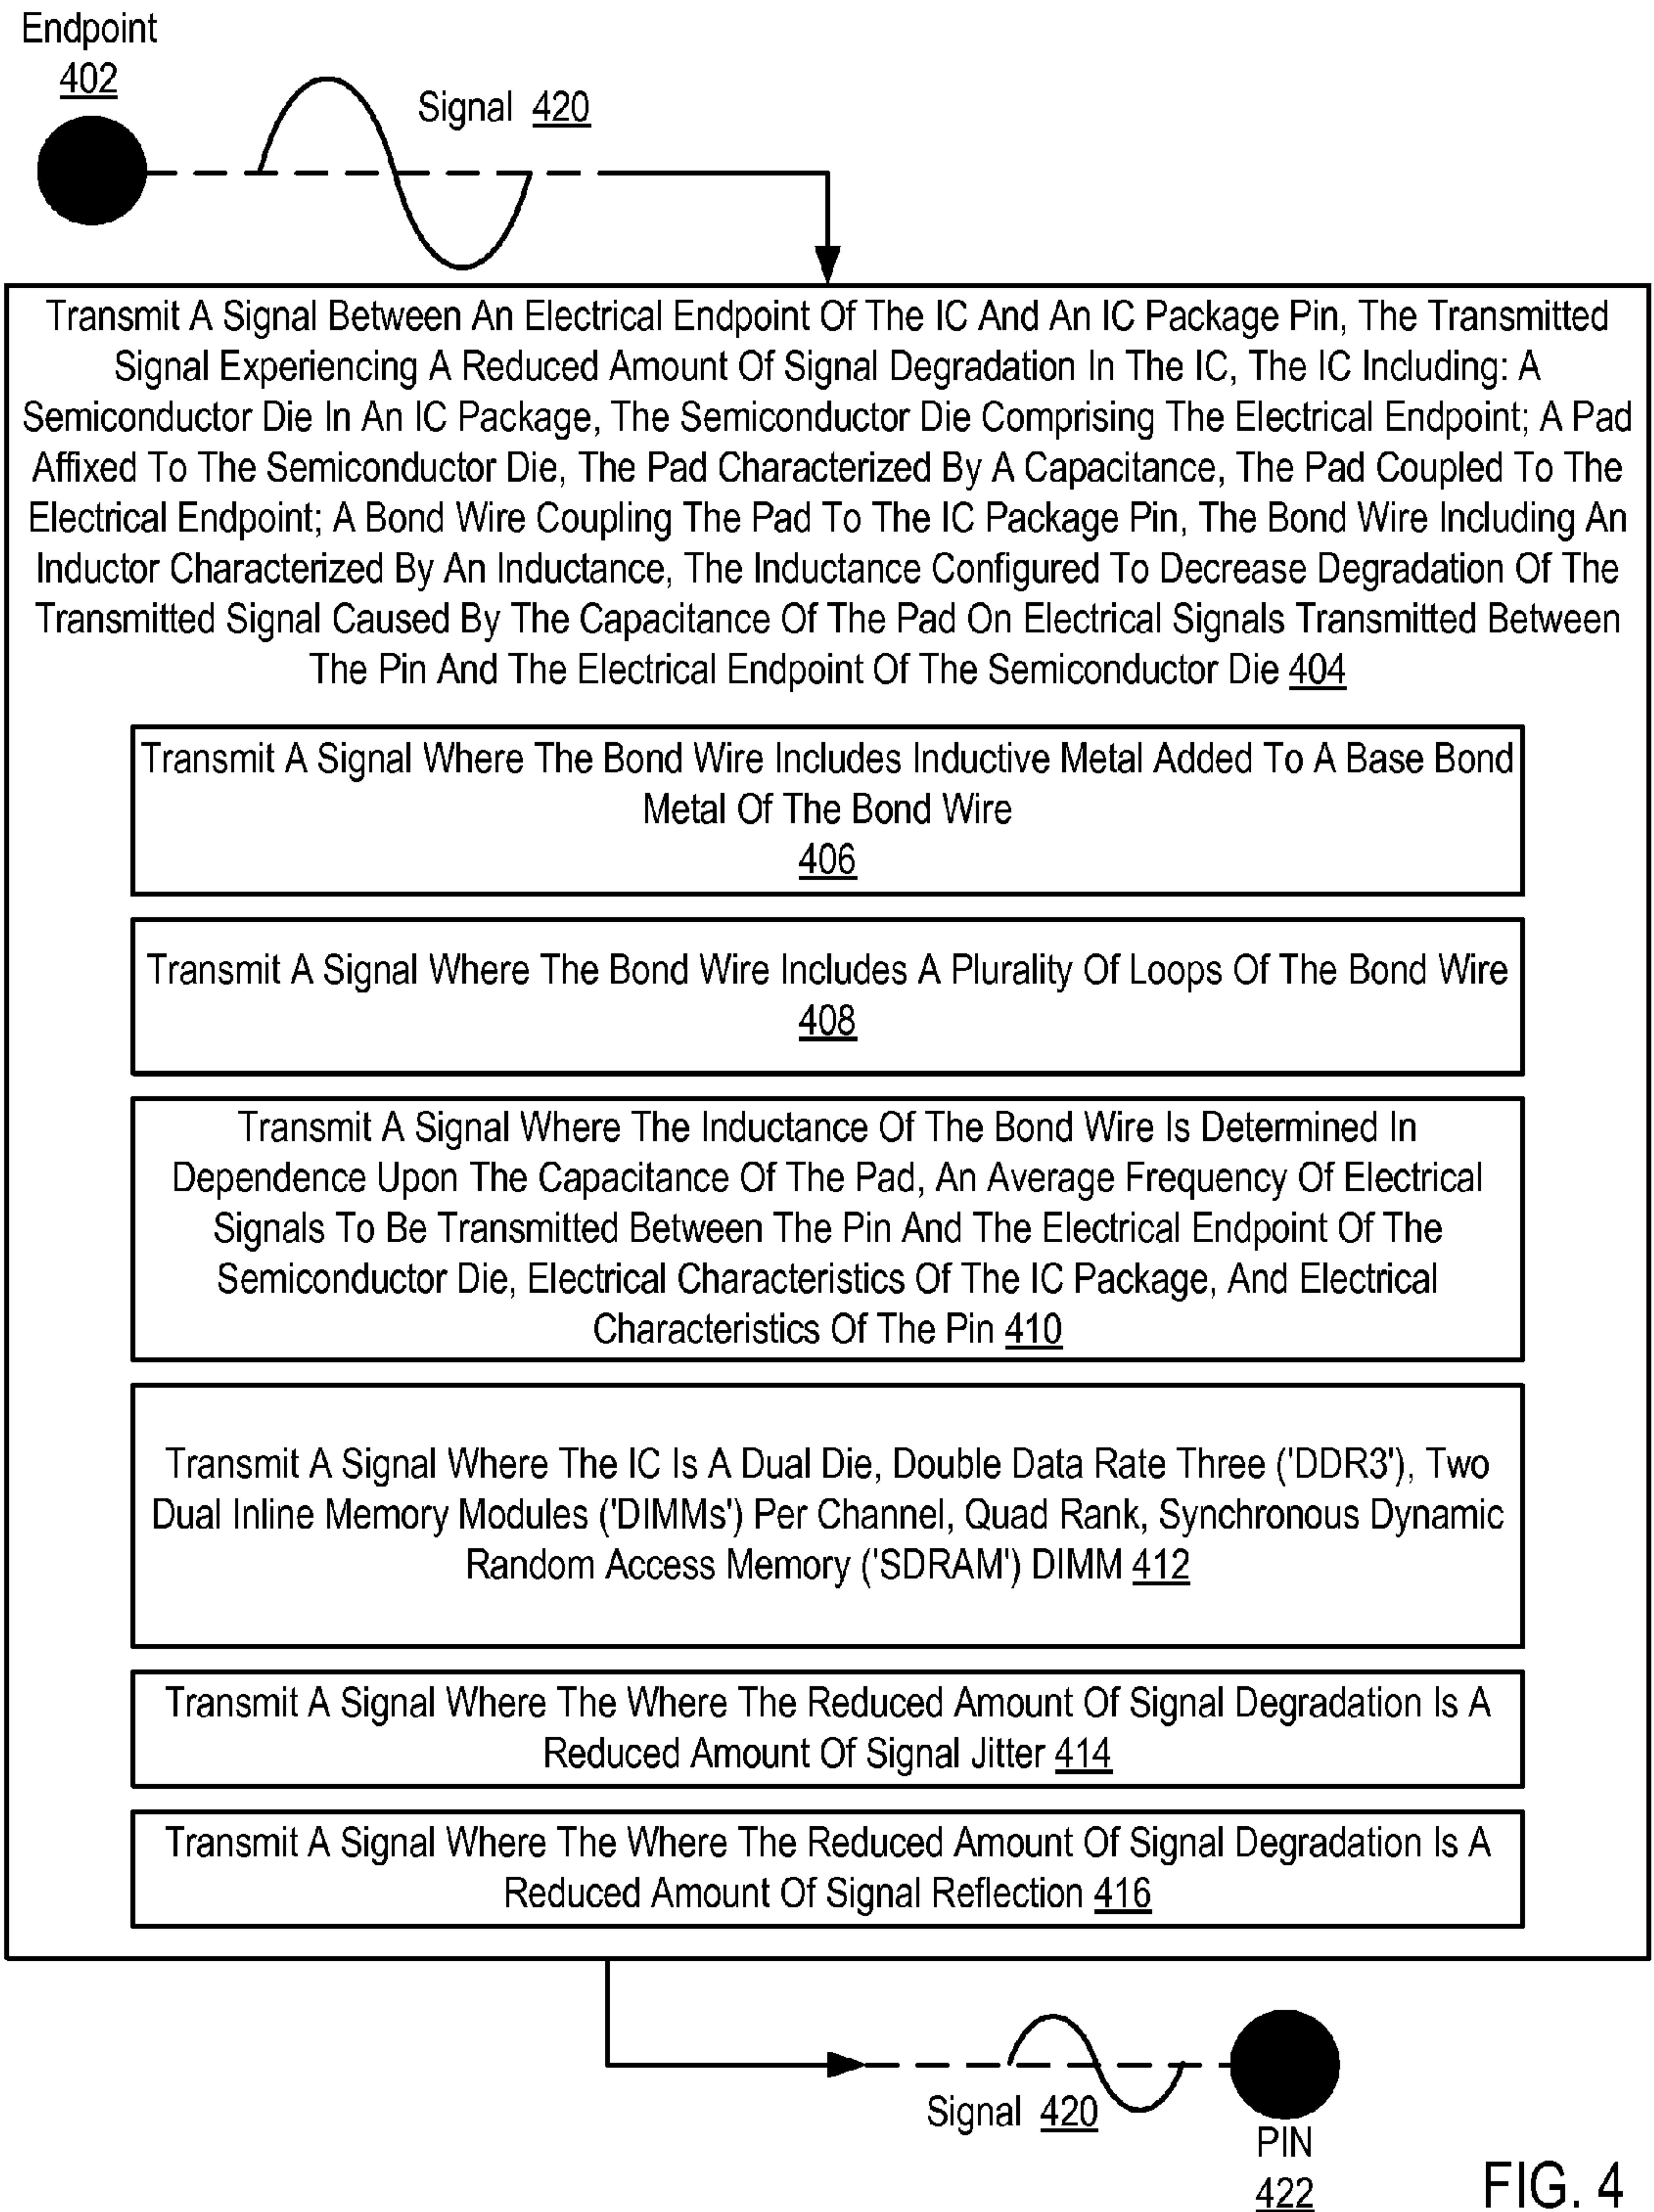 Endpoint
402
Signal 420
Transmit A Signal Between An Electrical Endpoint Of The IC And An IC Package Pin, The Transmitted
Signal Experiencing A Reduced Amount Of Signal Degradation In The IC, The IC Including: A
Semiconductor Die In An IC Package, The Semiconductor Die Comprising The Electrical Endpoint; A Pad
Affixed To The Semiconductor Die, The Pad Characterized By A Capacitance, The Pad Coupled To The
Electrical Endpoint; A Bond Wire Coupling The Pad To The IC Package Pin, The Bond Wire Including An
Inductor Characterized By An Inductance, The Inductance Configured To Decrease Degradation Of The
Transmitted Signal Caused By The Capacitance Of The Pad On Electrical Signals Transmitted Between
The Pin And The Electrical Endpoint Of The Semiconductor Die 404
Transmit A Signal Where The Bond Wire Includes Inductive Metal Added To A Base Bond
Metal Of The Bond Wire
406
Transmit A Signal Where The Bond Wire Includes A Plurality Of Loops Of The Bond Wire
408
Transmit A Signal Where The Inductance Of The Bond Wire Is Determined In
Dependence Upon The Capacitance Of The Pad, An Average Frequency Of Electrical
Signals To Be Transmitted Between The Pin And The Electrical Endpoint Of The
Semiconductor Die, Electrical Characteristics Of The IC Package, And Electrical
Characteristics Of The Pin 410
Transmit A Signal Where The IC Is A Dual Die, Double Data Rate Three ('DDR3'), Two
Dual Inline Memory Modules ('DIMMs') Per Channel, Quad Rank, Synchronous Dynamic
Random Access Memory ('SDRAM') DIMM 412
Transmit A Signal Where The Where The Reduced Amount Of Signal Degradation Is A
Reduced Amount Of Signal Jitter 414
Transmit A Signal Where The Where The Reduced Amount Of Signal Degradation Is A
Reduced Amount Of Signal Reflection 416
Signal 420
PIN
422
FIG. 4